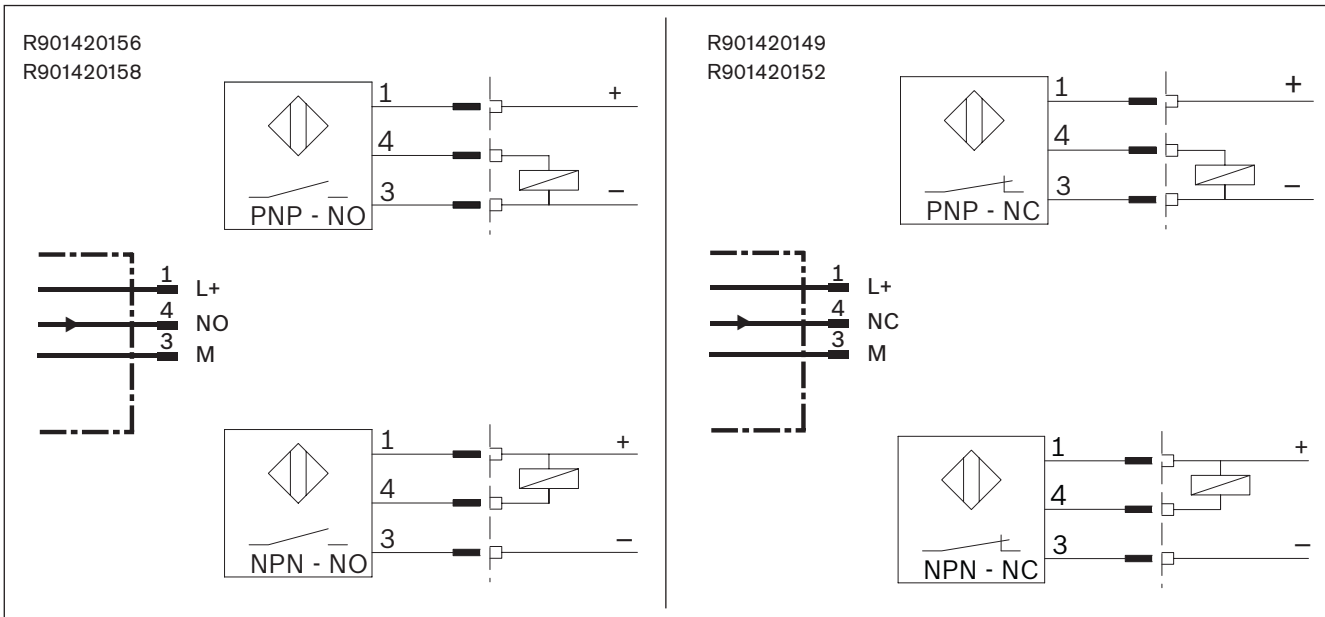 R901420156
R901420158
1
+
4
3
−
PNP - NO
1
L+
4
NO
3
M
1
+
4
3
−
NPN - NO
R901420149
R901420152
1
+
4
3
−
PNP - NC
1
L+
4
NC
3
M
1
+
4
3
−
NPN - NC